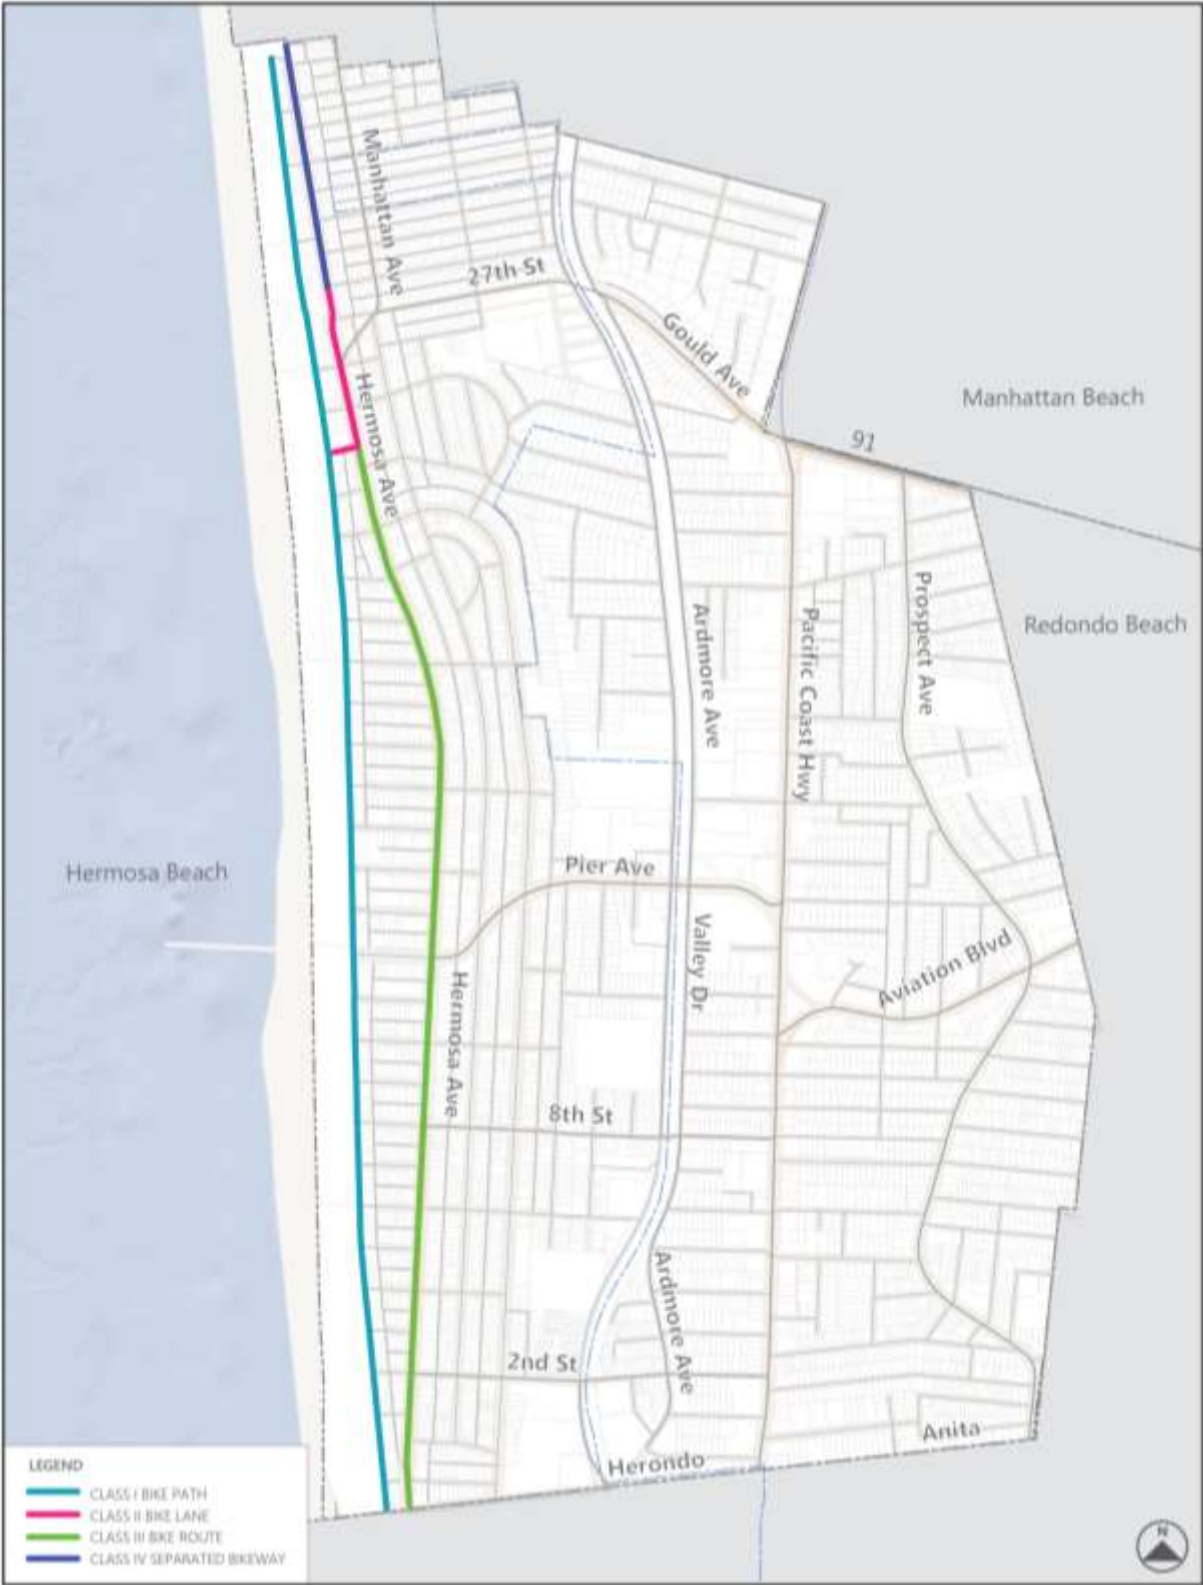 Manhattan Ave
27th St
Gould Ave
Hermosa Ave
Manhattan Beach
91
Prospect Ave
Redondo Beach
Ardmore Ave
Pacific Coast Hwy
Hermosa Beach
Pier Ave
Valley Dr
Aviation Blvd
Hermosa Ave
8th St
Ardmore Ave
2nd St
Anita
Herondo
LEGEND
CLASS I BIKE PATH
CLASS II BIKE LANE
CLASS III BIKE ROUTE
CLASS IV SEPARATED BIKEWAY
N